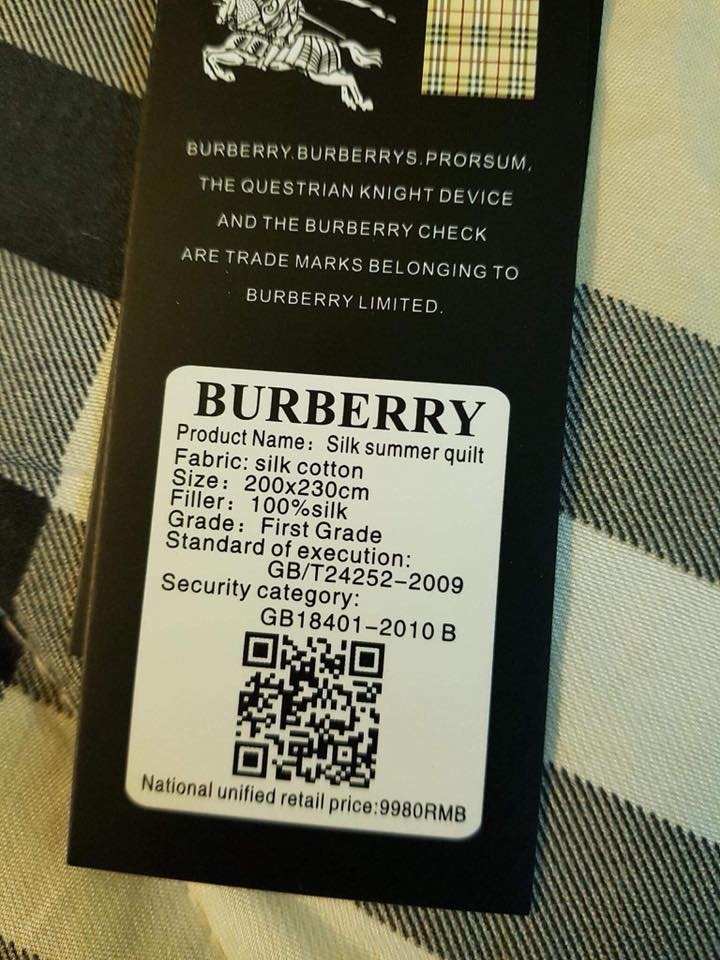 BURBERRY.BURBERRYS.PRORSUM,
THE QUESTRIAN KNIGHT DEVICE
AND THE BURBERRY CHECK
ARE TRADE MARKS BELONGING TO
BURBERRY LIMITED.
BURBERRY
Product Name：Silk summer quilt
Fabric: silk cotton
Size：200x230cm
Filler：100%silk
Grade：First Grade
Standard of execution:
GB/T24252-2009
Security category:
GB18401-2010 B
National unified retail price:9980RMB